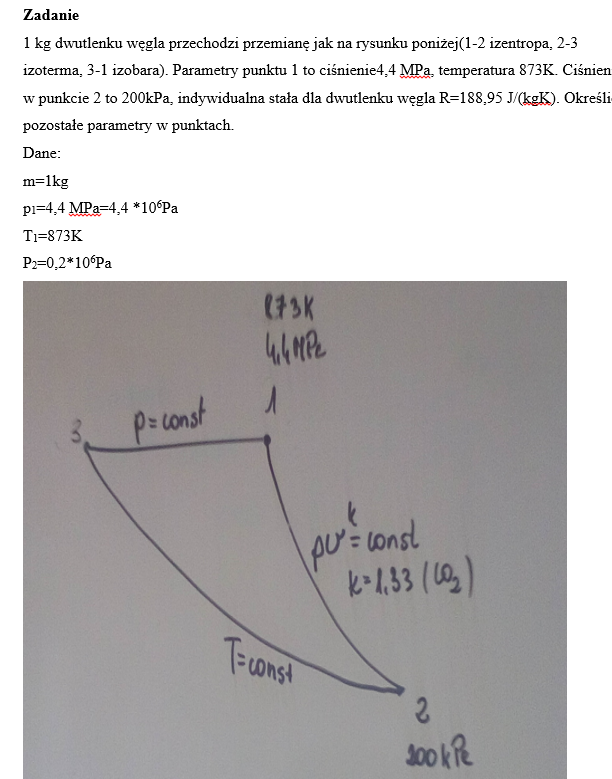 Zadanie
1 kg dwutlenku węgla przechodzi przemianę jak na rysunku poniżej(1-2 izentropa, 2-3
izoterma, 3-1 izobara). Parametry punktu 1 to ciśnienie4,4 MPa, temperatura 873K. Ciśnien
w punkcie 2 to 200kPa, indywidualna stała dla dwutlenku węgla R=188,95 J/(kgK). Określi
pozostałe parametry w punktach.
Dane:
m=1kg
p1=4,4 MPa=4,4 *10⁶Pa
T1=873K
P2=0,2*10⁶Pa
873K
4,4MPa
1
3
p=const
pv^k=const
k=1,33 (CO₂)
T=const
2
200kPa